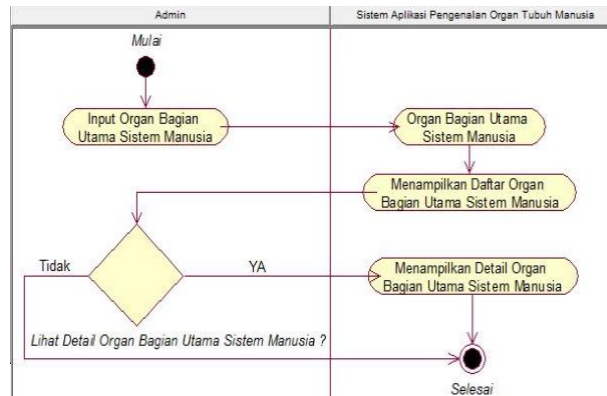 Admin
Sistem Aplikasi Pengenalan Organ Tubuh Manusia
Mulai
Input Organ Bagian
Utama Sistem Manusia
Organ Bagian Utama
Sistem Manusia
Menampilkan Daftar Organ
Bagian Utama Sistem Manusia
Tidak
YA
Menampilkan Detail Organ
Bagian Utama Sistem Manusia
Lihat Detail Organ Bagian Utama Sistem Manusia ?
Selesai